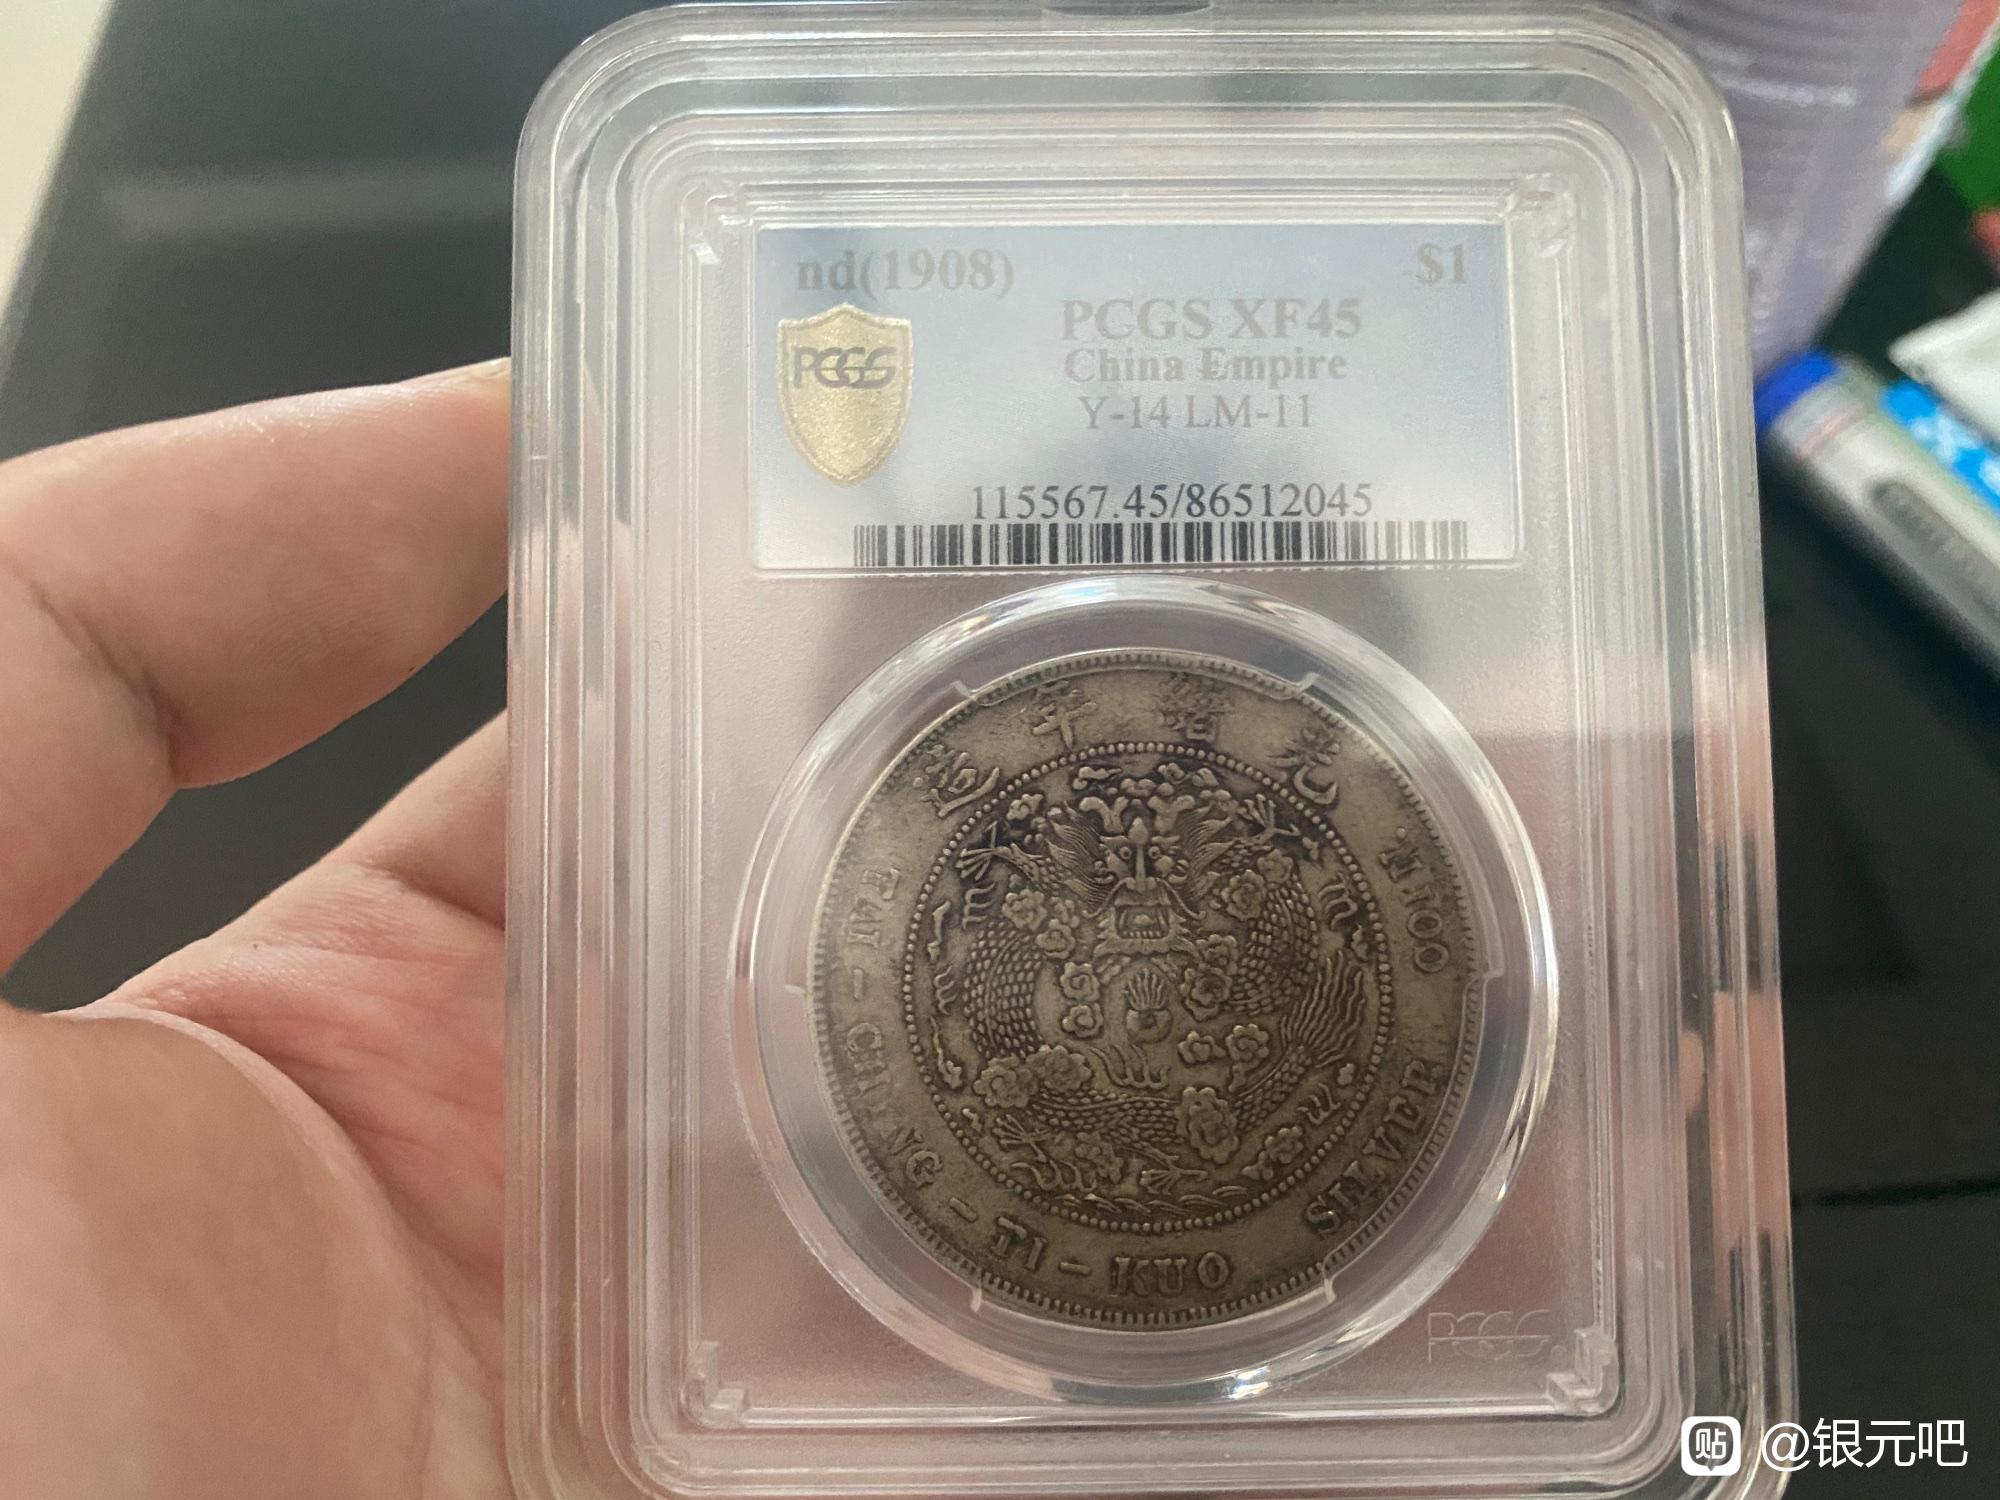 nd(1908) $1
PCGS XF45
China Empire
Y-14 LM-11
PCGS
115567.45/86512045
造年緒光
TAI-CHING-TI-KUO SILVER COIN
PCGS
贴 @银元吧